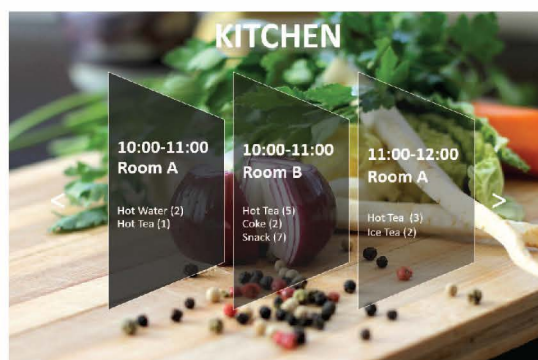 KITCHEN
10:00-11:00
Room A
Hot Water (2)
Hot Tea (1)
10:00-11:00
Room B
Hot Tea (5)
Coke (2)
Snack (7)
11:00-12:00
Room A
Hot Tea (3)
Ice Tea (2)
<
>